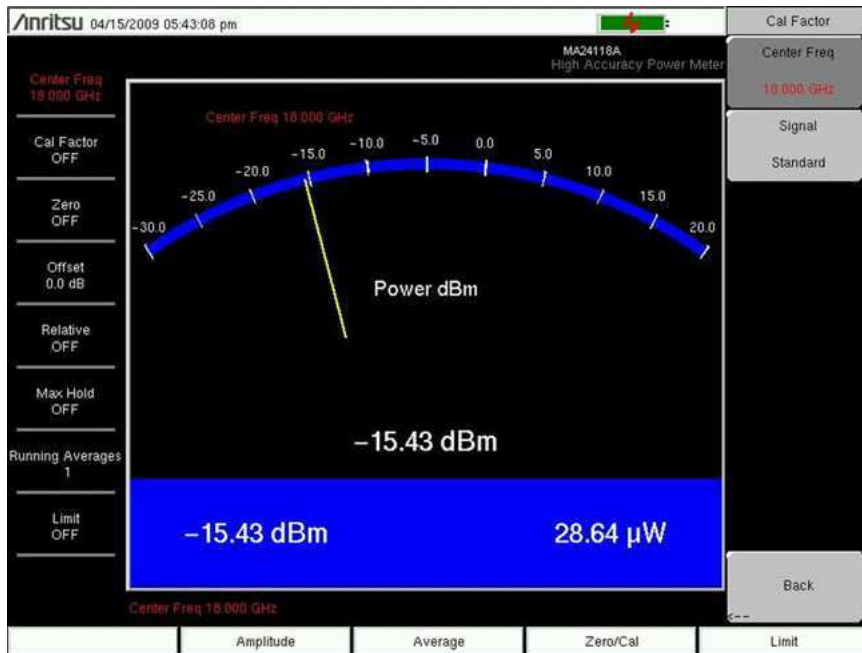 Anritsu 04/15/2009 05:43:08 pm
Cal Factor
MA24118A
High Accuracy Power Meter
Center Freq
18.000 GHz
Center Freq
18.000 GHz
Cal Factor
OFF
Zero
OFF
Offset
0.0 dB
Relative
OFF
Max Hold
OFF
Running Averages
1
Limit
OFF
Center Freq 18.000 GHz
-30.0
-25.0
-20.0
-15.0
-10.0
-5.0
0.0
5.0
10.0
15.0
20.0
Power dBm
-15.43 dBm
-15.43 dBm 28.64 µW
Center Freq 18.000 GHz
Signal
Standard
Back
<--
Amplitude Average Zero/Cal Limit